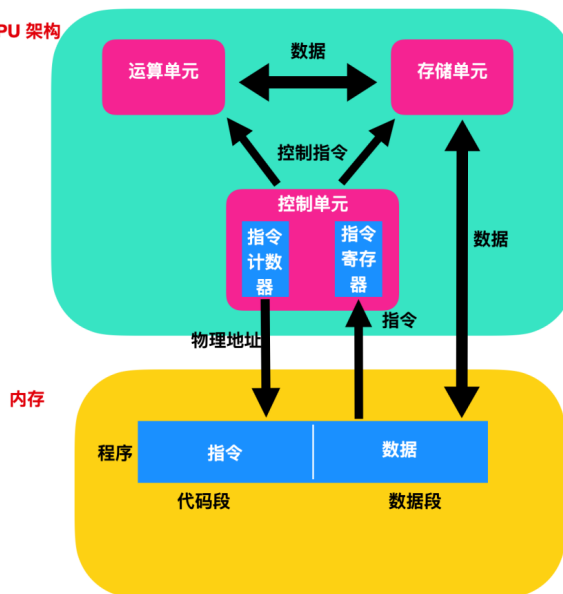 PU 架构
数据
运算单元
存储单元
控制指令
控制单元
指令
计数
器
指令
寄存
器
数据
物理地址
指令
内存
程序
指令
数据
代码段
数据段